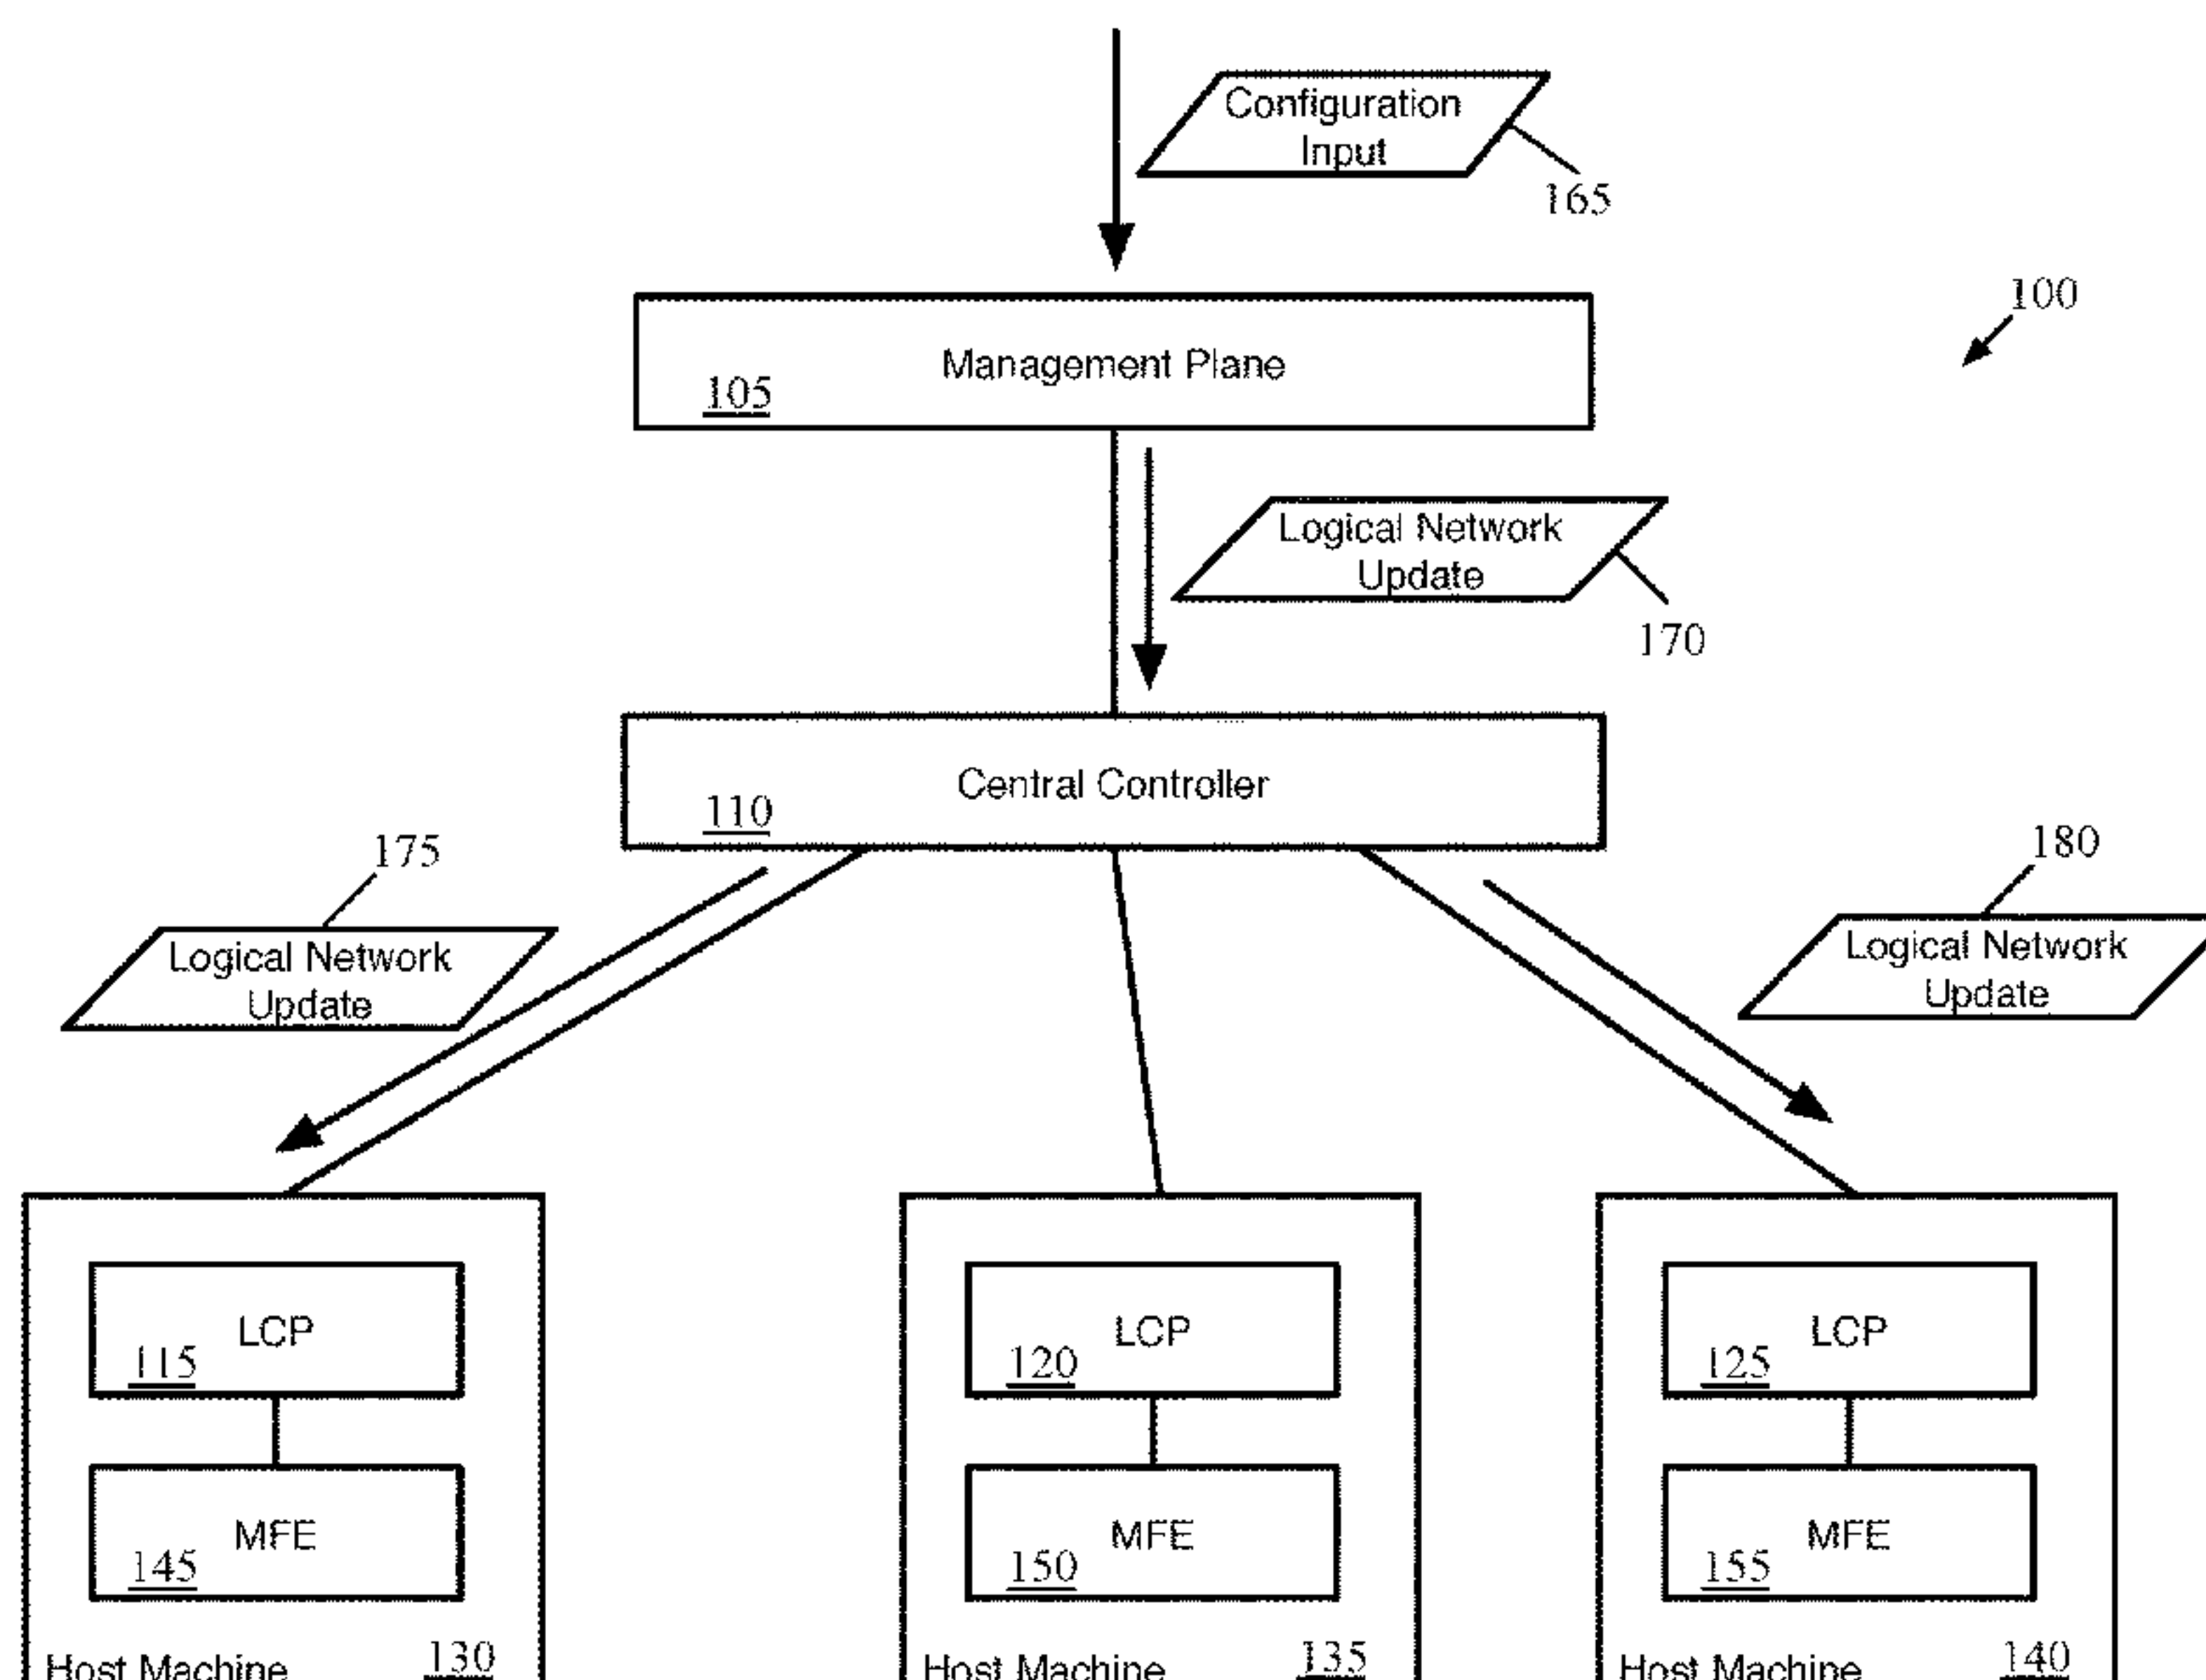 Configuration
Input
165
100
Management Plane
105
Logical Network
Update
170
Central Controller
110
175
180
Logical Network
Update
Logical Network
Update
LCP
115
LCP
120
LCP
125
MFE
145
MFE
150
MFE
155
Host Machine 130
Host Machine 135
Host Machine 140